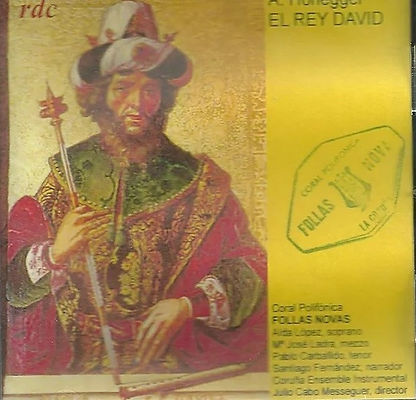 rdc
A. Honegger
EL REY DAVID
CORAL POLIFÓNICA
FOLLAS NOVAS
LA CORUÑA
Coral Polifónica
FOLLAS NOVAS
Aida López, soprano
Mª José Ladra, mezzo
Pablo Carballido, tenor
Santiago Fernández, narrador
Coruña Ensemble Instrumental
Julio Cabo Messeguer, director